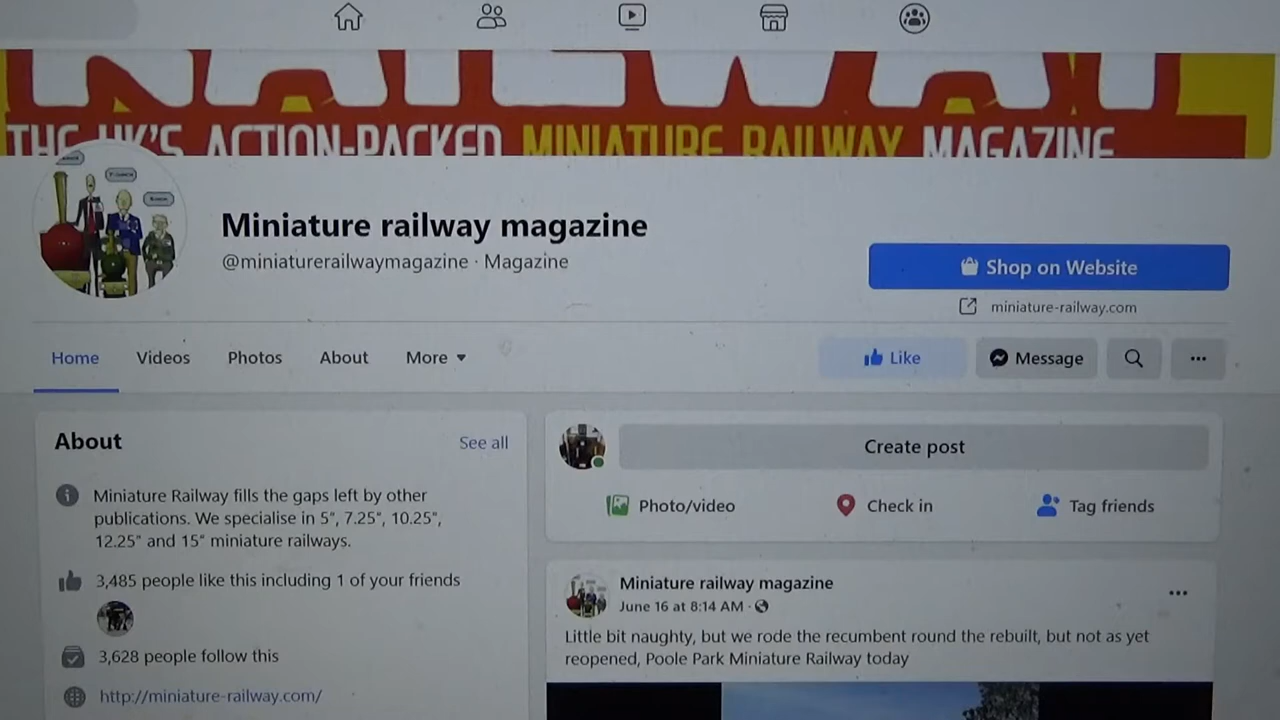 RAILWAY
THE UK'S ACTION-PACKED MINIATURE RAILWAY MAGAZINE
Miniature railway magazine
@miniaturerailwaymagazine · Magazine
Shop on Website
miniature-railway.com
Home Videos Photos About More
Like Message
About
See all
Create post
Miniature Railway fills the gaps left by other
publications. We specialise in 5", 7.25", 10.25",
12.25" and 15" miniature railways.
Photo/video Check in Tag friends
3,485 people like this including 1 of your friends
3,628 people follow this
http://miniature-railway.com/
Miniature railway magazine
June 16 at 8:14 AM ·
Little bit naughty, but we rode the recumbent round the rebuilt, but not as yet
reopened, Poole Park Miniature Railway today